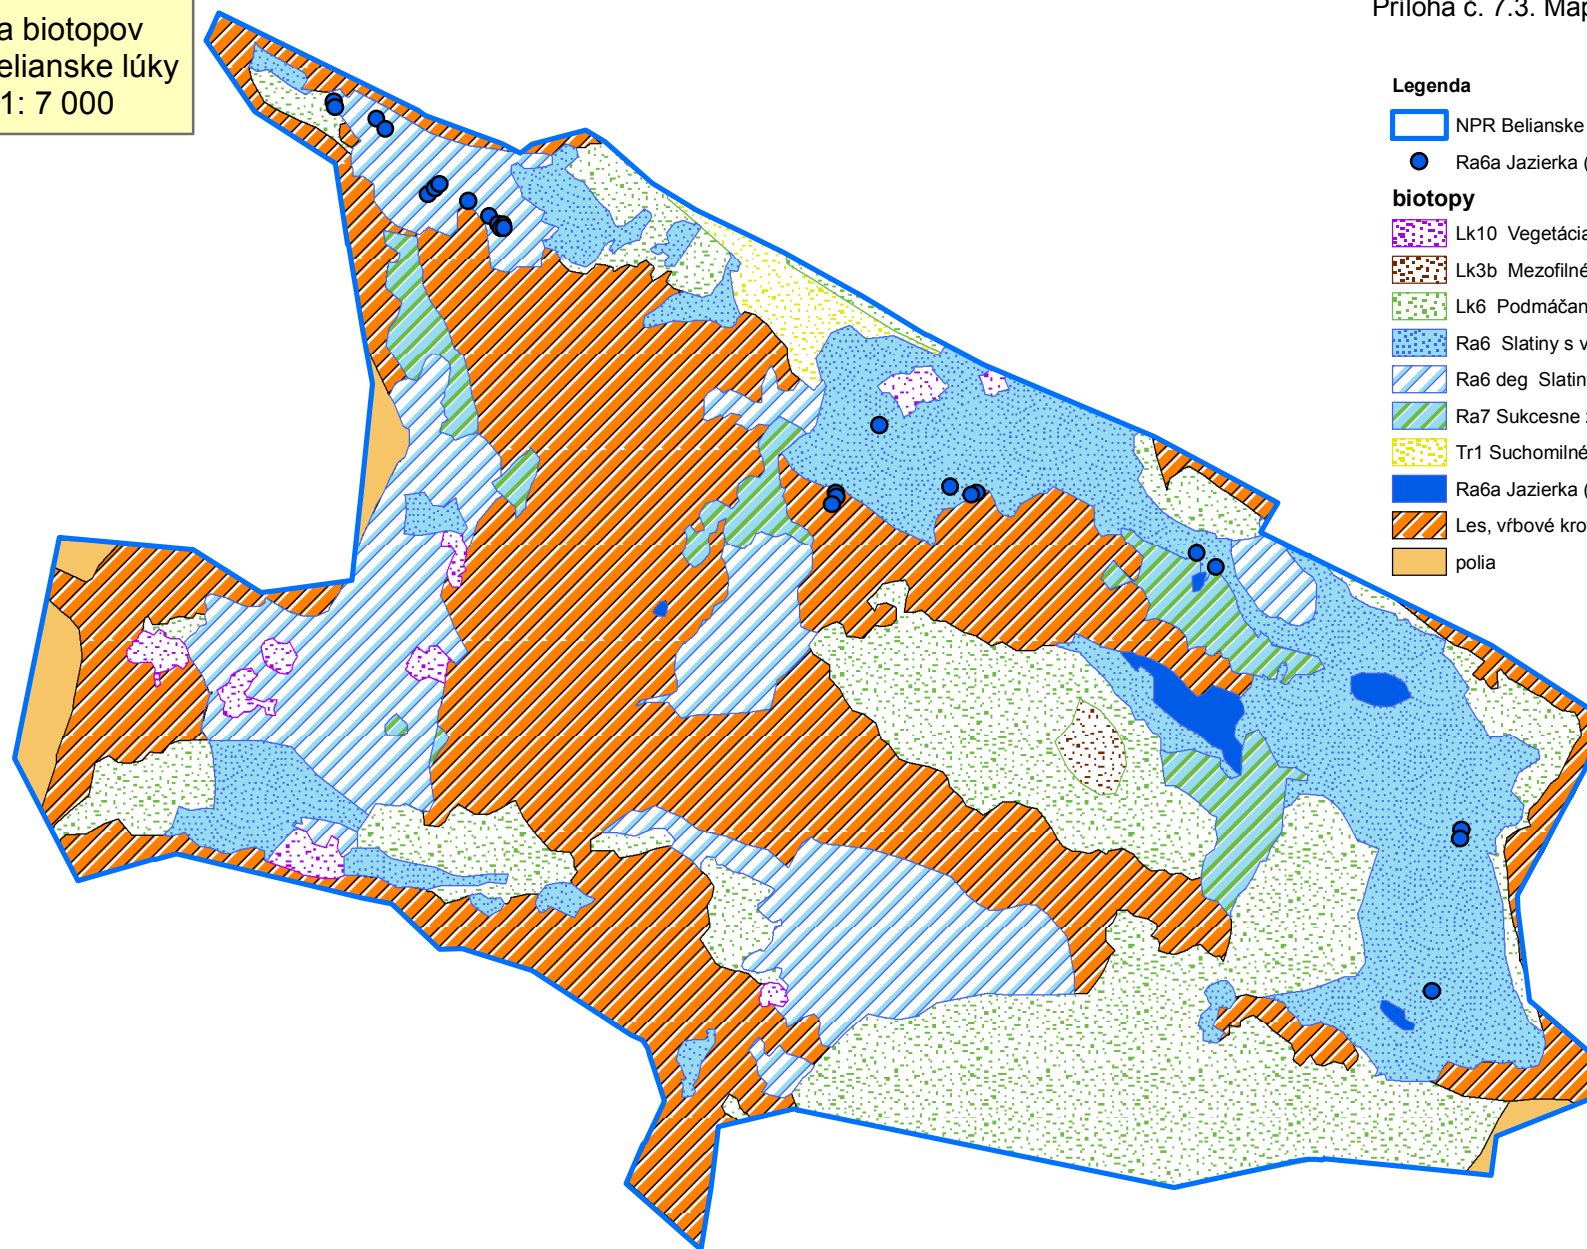 a biotopov
elianske lúky
1: 7 000
Príloha č. 7.3. Map
Legenda
NPR Belianske
Ra6a Jazierka (
biotopy
Lk10 Vegetácia
Lk3b Mezofilné
Lk6 Podmáčan
Ra6 Slatiny s v
Ra6 deg Slatiny
Ra7 Sukcesne z
Tr1 Suchomilné
Ra6a Jazierka (
Les, vŕbové kro
polia